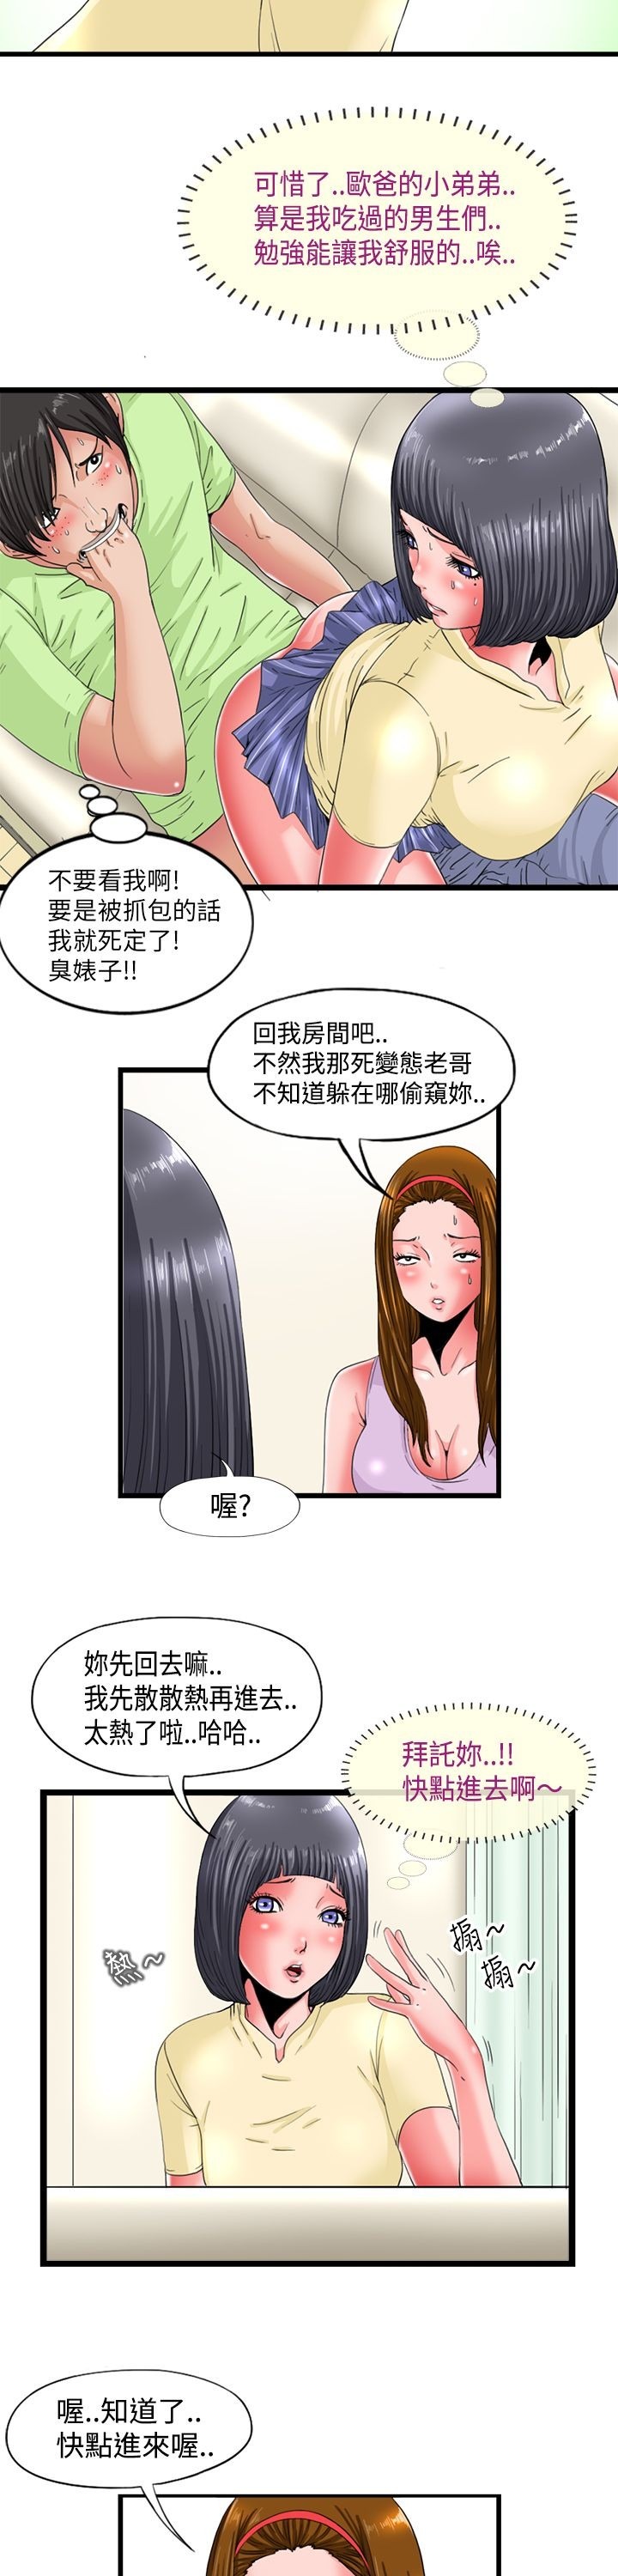 可惜了..歐爸的小弟弟..
算是我吃過的男生們..
勉強能讓我舒服的..唉..
不要看我啊!
要是被抓包的話
我就死定了!
臭婊子!!
回我房間吧..
不然我那死變態老哥
不知道躲在哪偷窺妳..
喔?
妳先回去嘛..
我先散散熱再進去..
太熱了啦..哈哈..
拜託妳..!!
快點進去啊～
熱～
搧～
搧～
喔..知道了..
快點進來喔..